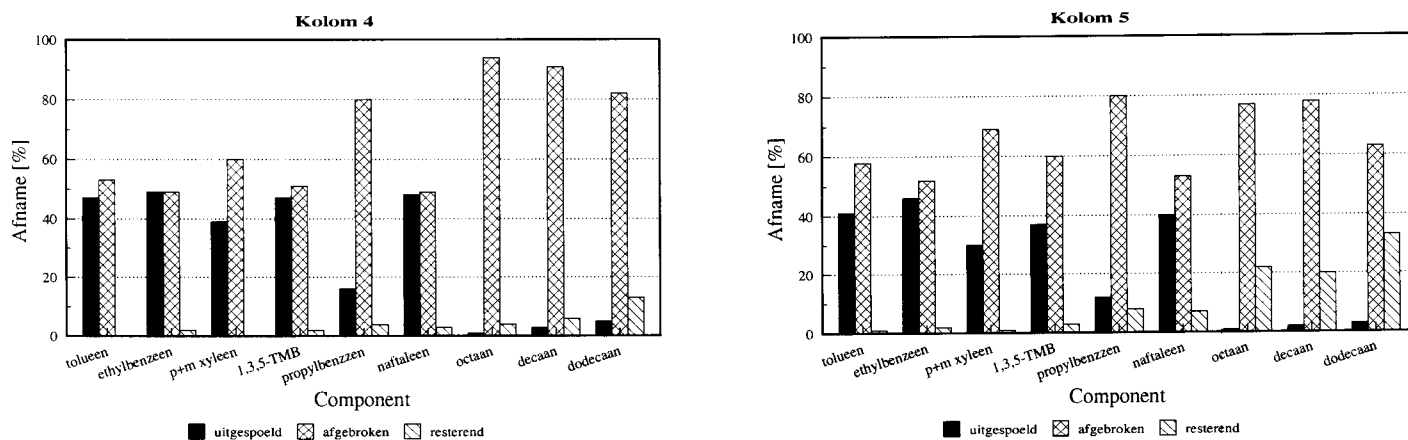 Kolom 4
100
80
60
40
20
0
Afname [%]
tolueen
ethylbenzeen
p+m xyleen
1,3,5-TMB
propylbenzzen
naftaleen
octaan
decaan
dodecaan
Component
uitgespoeld afgebroken resterend
Kolom 5
100
80
60
40
20
0
Afname [%]
tolueen
ethylbenzeen
p+m xyleen
1,3,5-TMB
propylbenzzen
naftaleen
octaan
decaan
dodecaan
Component
uitgespoeld afgebroken resterend